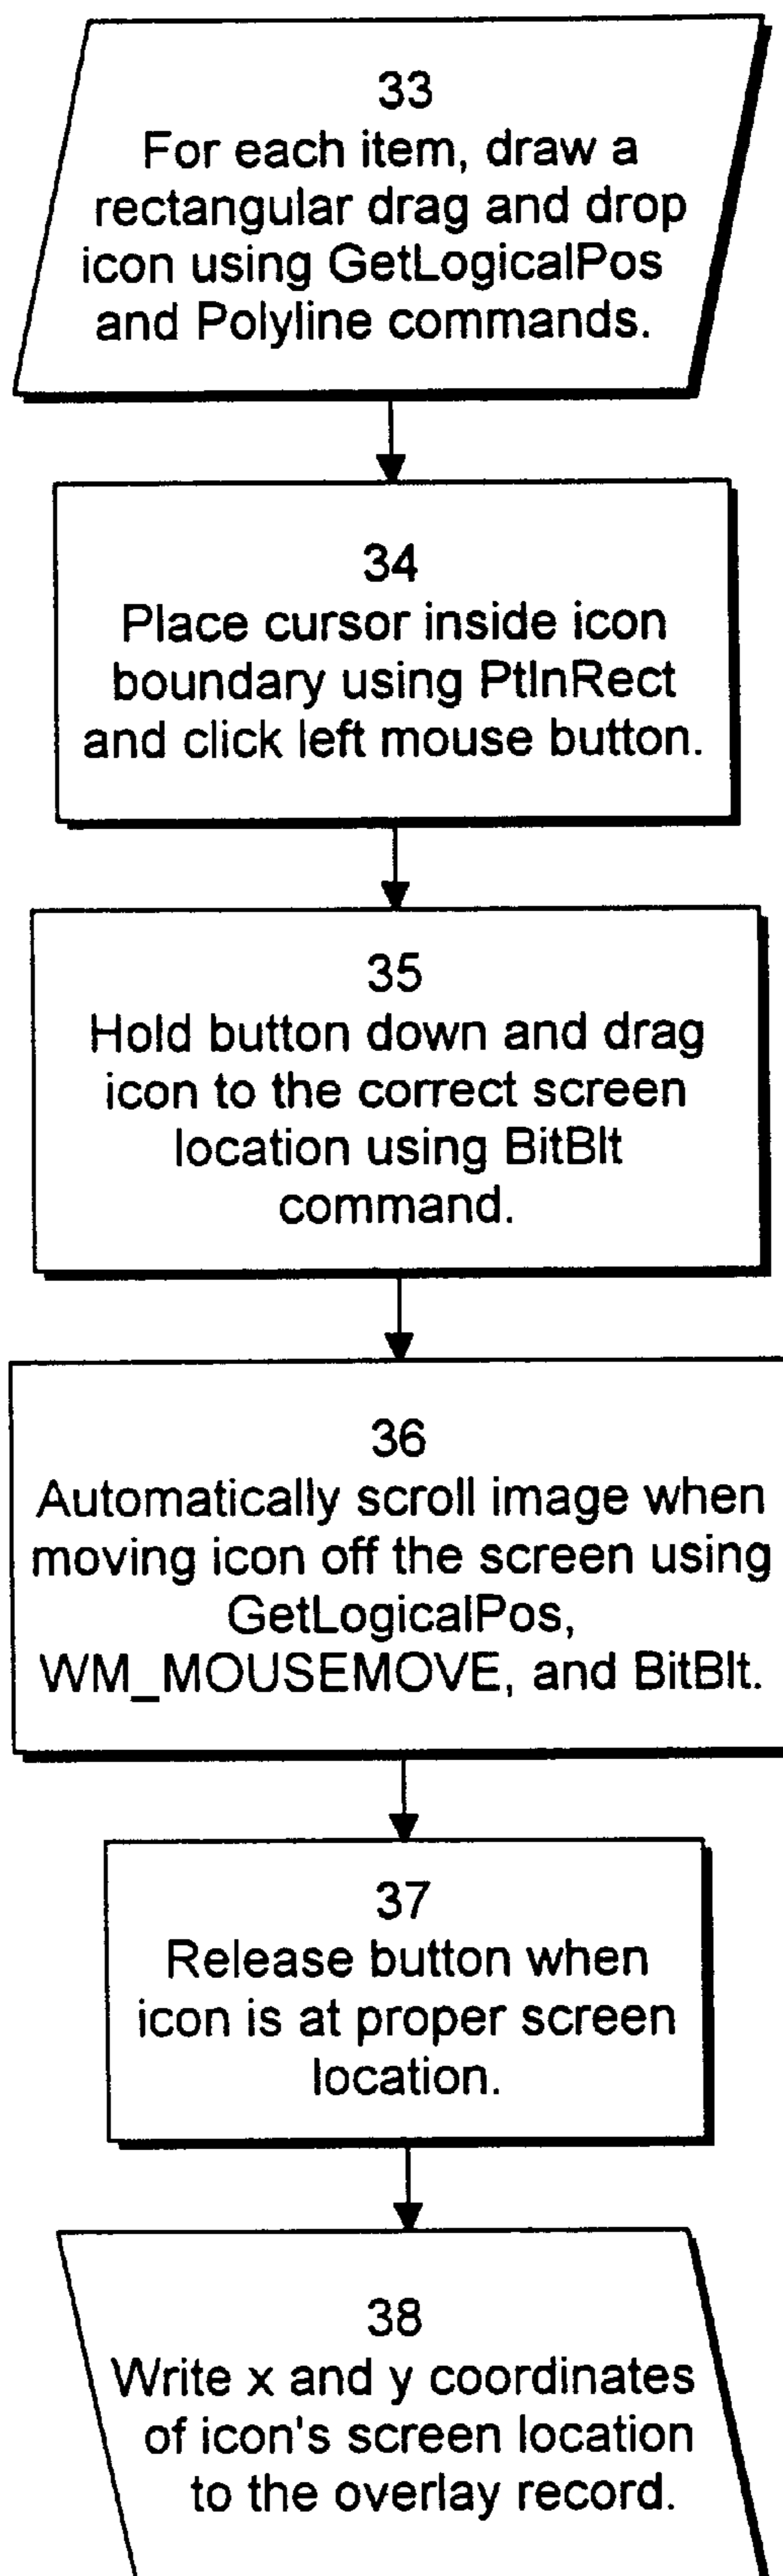 33
For each item, draw a
rectangular drag and drop
icon using GetLogicalPos
and Polyline commands.
34
Place cursor inside icon
boundary using PtInRect
and click left mouse button.
35
Hold button down and drag
icon to the correct screen
location using BitBlt
command.
36
Automatically scroll image when
moving icon off the screen using
GetLogicalPos,
WM_MOUSEMOVE, and BitBlt.
37
Release button when
icon is at proper screen
location.
38
Write x and y coordinates
of icon's screen location
to the overlay record.